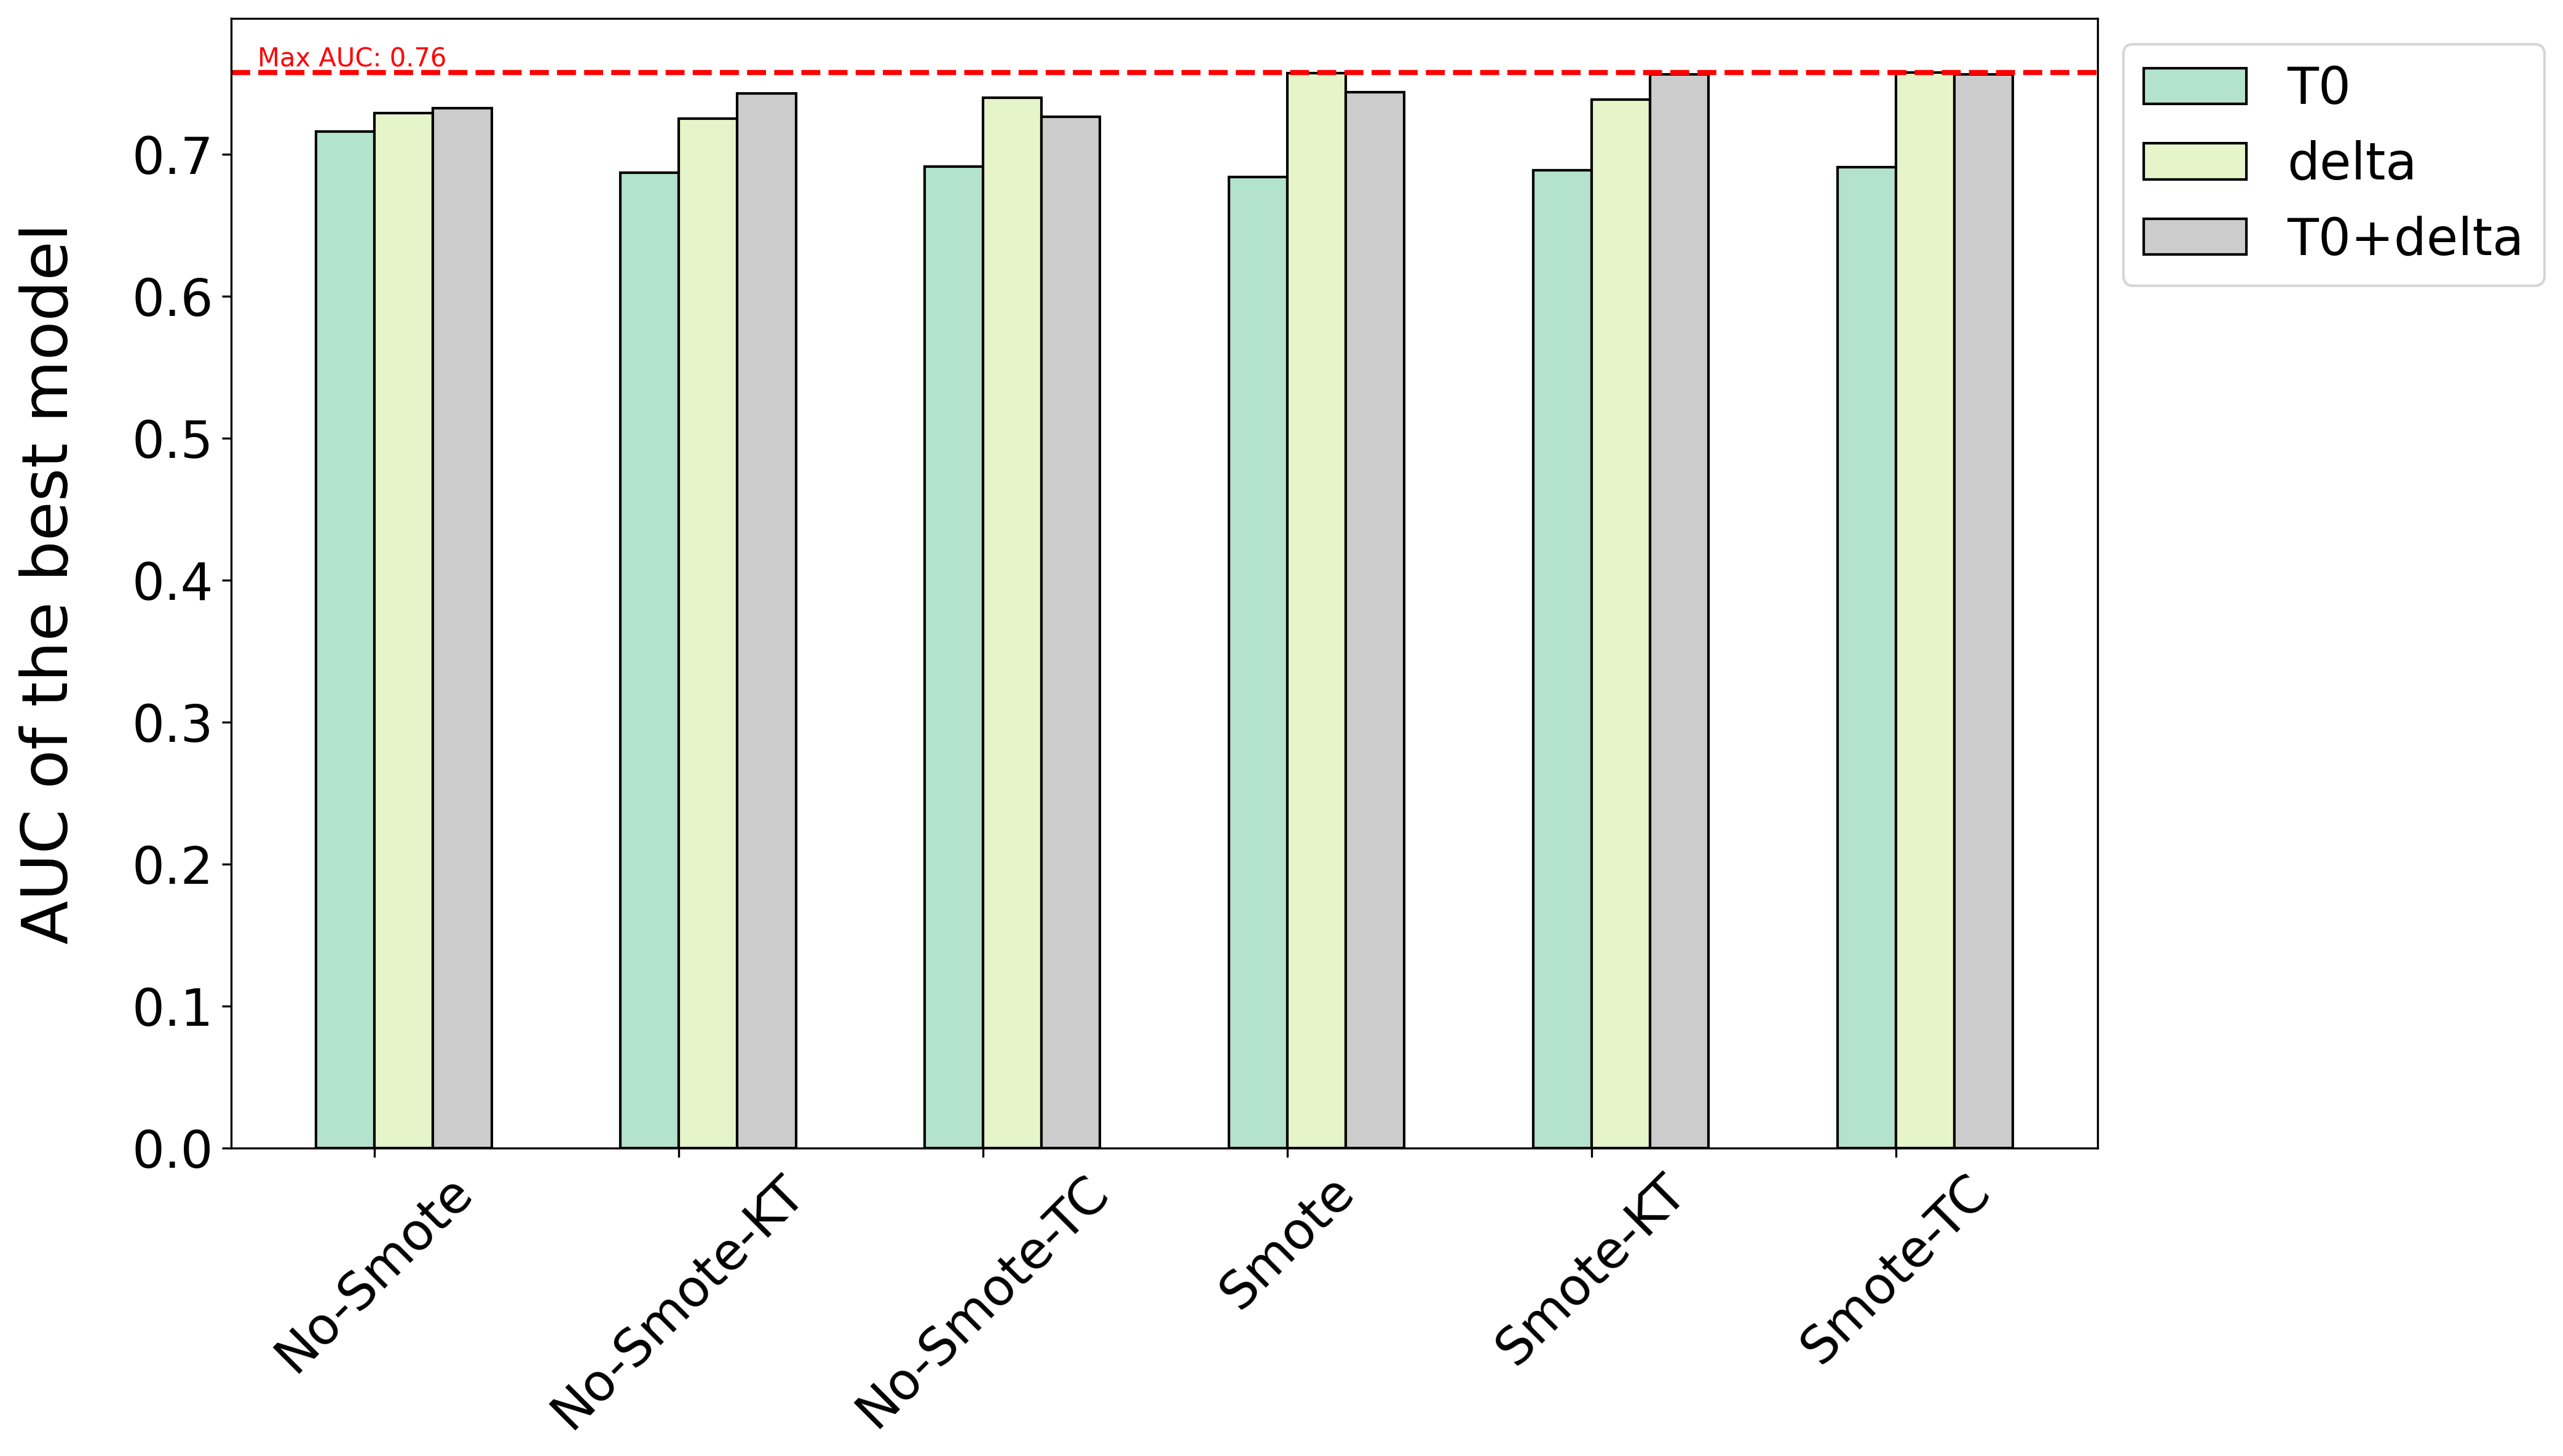 Max AUC: 0.76
T0
delta
T0+delta
AUC of the best model
0.7
0.6
0.5
0.4
0.3
0.2
0.1
0.0
No-Smote
No-Smote-KT
No-Smote-TC
Smote
Smote-KT
Smote-TC